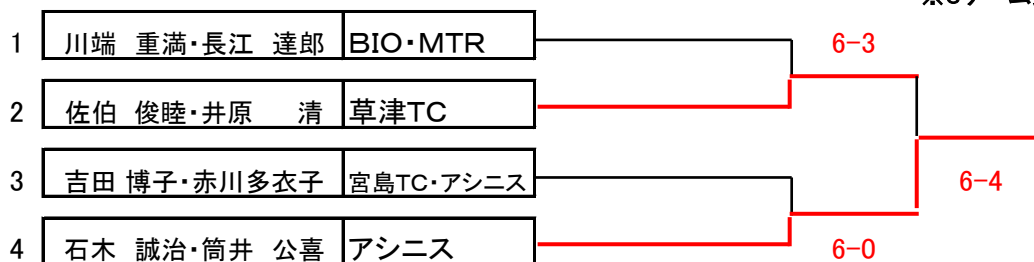 1 川端 重満・長江 達郎 BIO・MTR 6-3
2 佐伯 俊睦・井原 清 草津TC
3 吉田 博子・赤川多衣子 宮島TC・アシニス 6-4
4 石木 誠治・筒井 公喜 アシニス 6-0